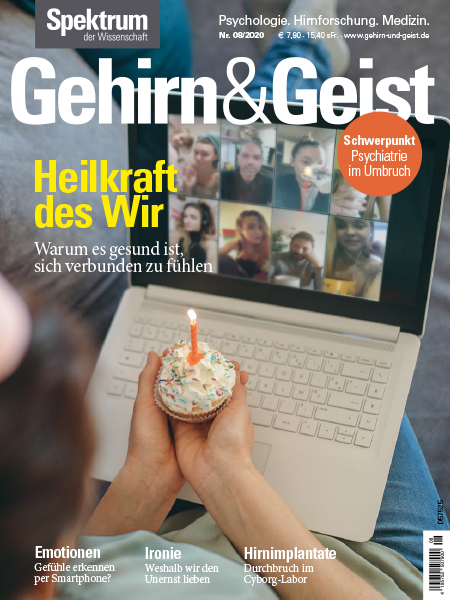 Spektrum
der Wissenschaft
Psychologie. Hirnforschung. Medizin.
Nr. 08/2020 € 7,90 · 15,40 sFr. · www.gehirn-und-geist.de
Gehirn&Geist
Schwerpunkt
Psychiatrie
im Umbruch
Heilkraft
des Wir
Warum es gesund ist,
sich verbunden zu fühlen
Emotionen
Gefühle erkennen
per Smartphone?
Ironie
Weshalb wir den
Unernst lieben
Hirnimplantate
Durchbruch im
Cyborg-Labor
D57525
08